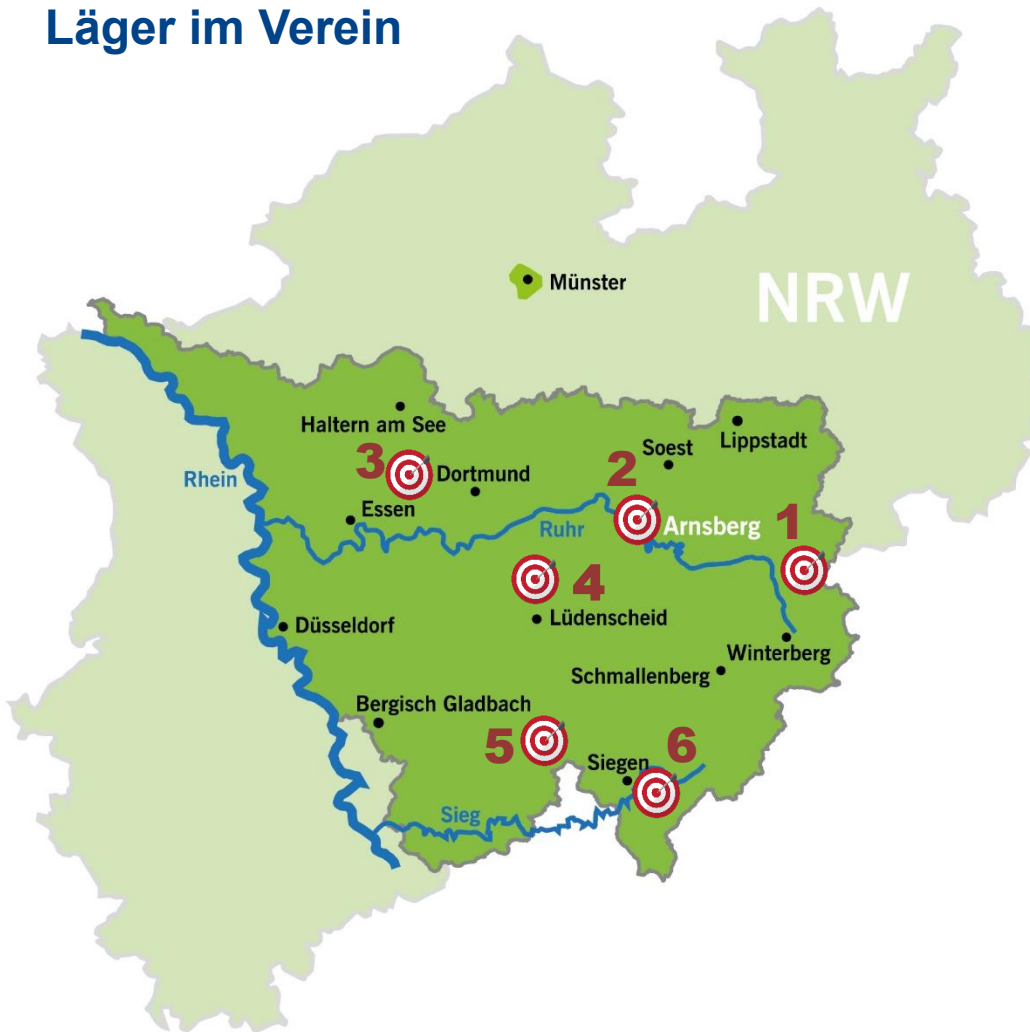 Läger im Verein
Münster
NRW
Haltern am See
Lippstadt
Soest
3
Dortmund
2
Rhein
Essen
Ruhr
Arnsberg
1
4
Lüdenscheid
Düsseldorf
Winterberg
Schmallenberg
Bergisch Gladbach
5
6
Siegen
Sieg